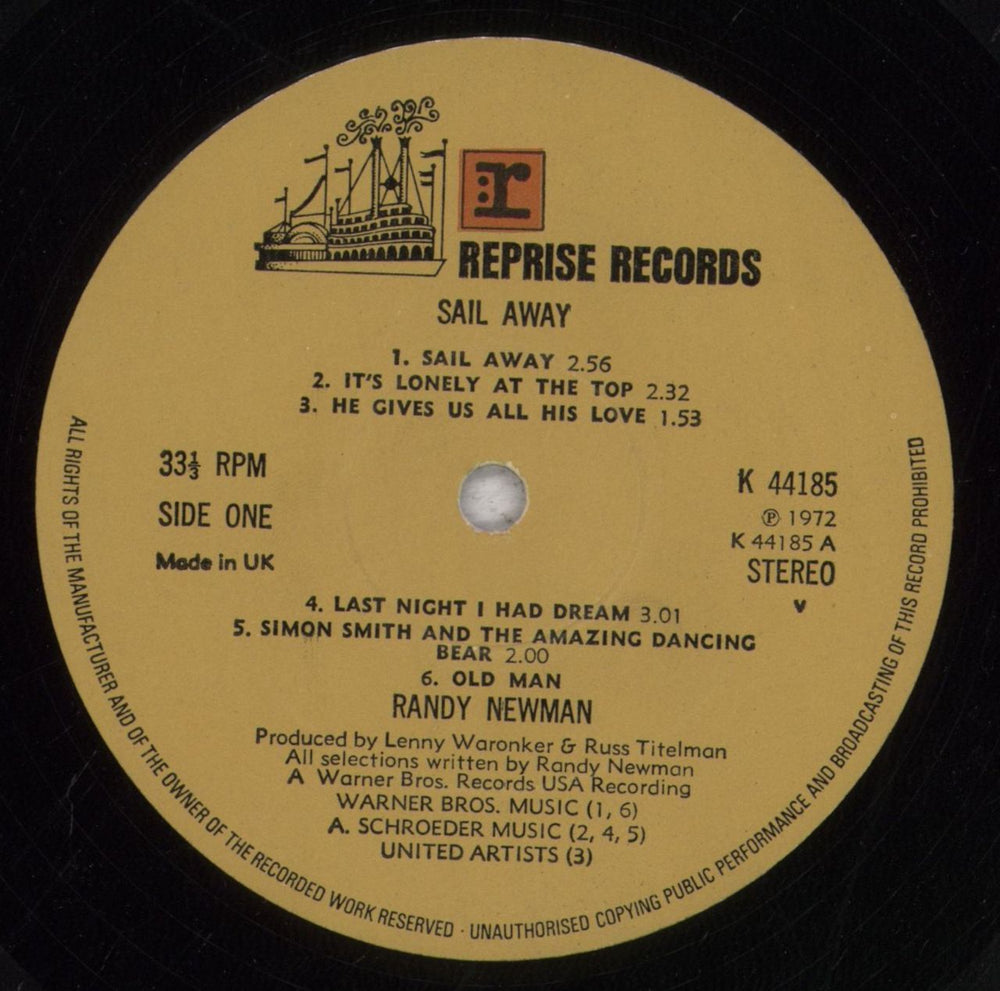 r
REPRISE RECORDS
SAIL AWAY
1. SAIL AWAY 2.56
2. IT'S LONELY AT THE TOP 2.32
3. HE GIVES US ALL HIS LOVE 1.53
33⅓ RPM
SIDE ONE
Made in UK
K 44185
℗ 1972
K 44185 A
STEREO
v
4. LAST NIGHT I HAD DREAM 3.01
5. SIMON SMITH AND THE AMAZING DANCING
BEAR 2.00
6. OLD MAN
RANDY NEWMAN
Produced by Lenny Waronker & Russ Titelman
All selections written by Randy Newman
A Warner Bros. Records USA Recording
WARNER BROS. MUSIC (1, 6)
A. SCHROEDER MUSIC (2, 4, 5)
UNITED ARTISTS (3)
ALL RIGHTS OF THE MANUFACTURER AND OF THE OWNER OF THE RECORDED WORK RESERVED · UNAUTHORISED COPYING PUBLIC PERFORMANCE AND BROADCASTING OF THIS RECORD PROHIBITED